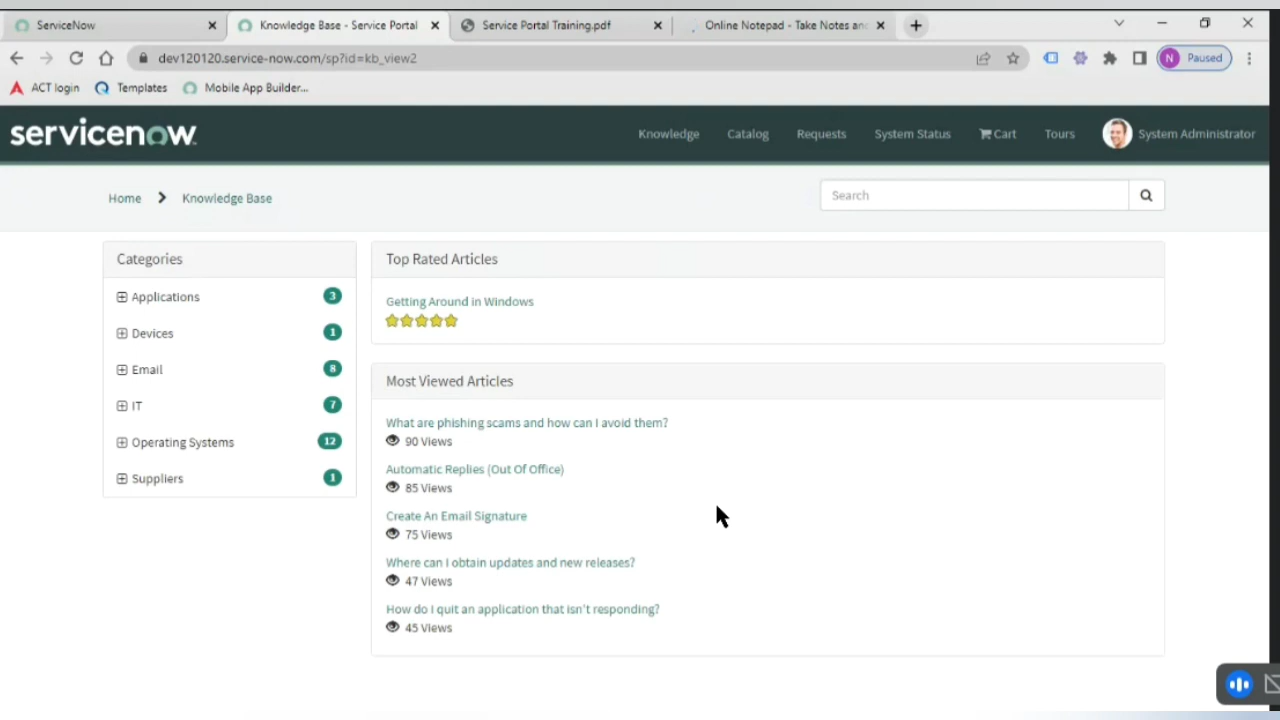 ServiceNow
Knowledge Base - Service Portal
Service Portal Training.pdf
Online Notepad - Take Notes and
dev120120.service-now.com/sp?id=kb_view2
N Paused
ACT login
Templates
Mobile App Builder...
servicenow
Knowledge
Catalog
Requests
System Status
Cart
Tours
System Administrator
Home
Knowledge Base
Search
Categories
Applications 3
Devices 1
Email 8
IT 7
Operating Systems 12
Suppliers 1
Top Rated Articles
Getting Around in Windows
Most Viewed Articles
What are phishing scams and how can I avoid them?
90 Views
Automatic Replies (Out Of Office)
85 Views
Create An Email Signature
75 Views
Where can I obtain updates and new releases?
47 Views
How do I quit an application that isn't responding?
45 Views